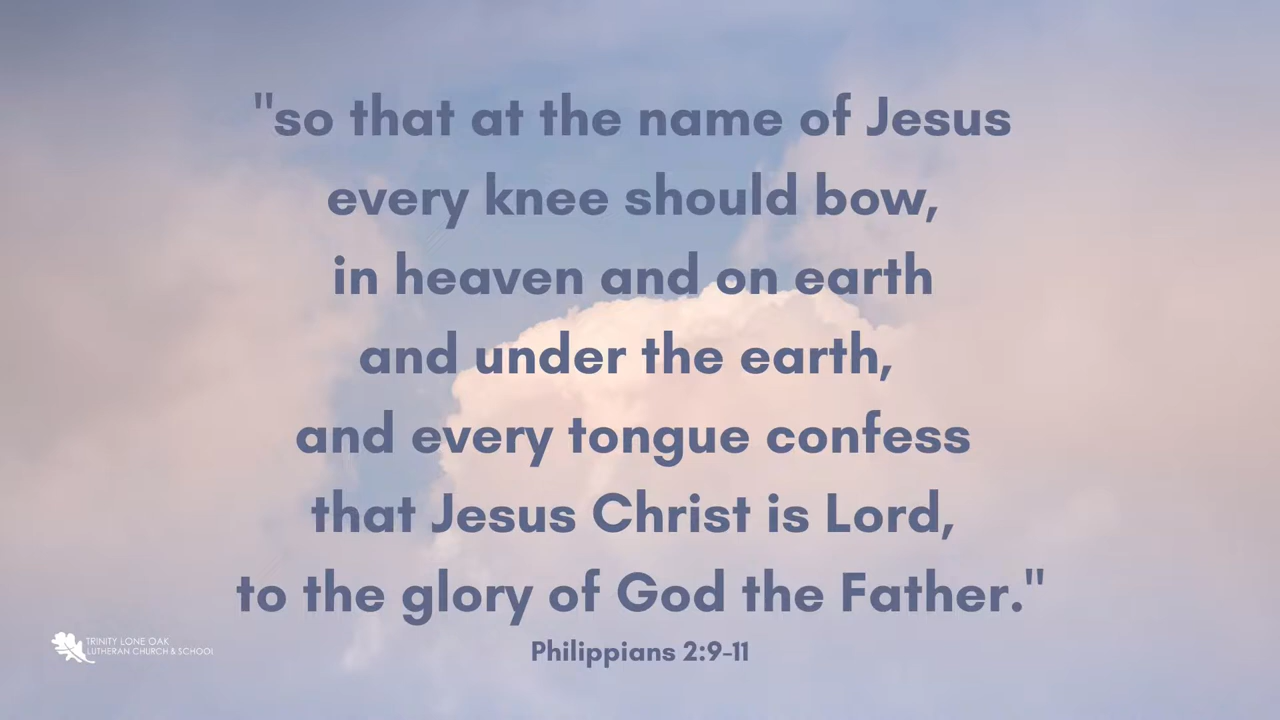 "so that at the name of Jesus
every knee should bow,
in heaven and on earth
and under the earth,
and every tongue confess
that Jesus Christ is Lord,
to the glory of God the Father."
Philippians 2:9-11
TRINITY LONE OAK
LUTHERAN CHURCH & SCHOOL